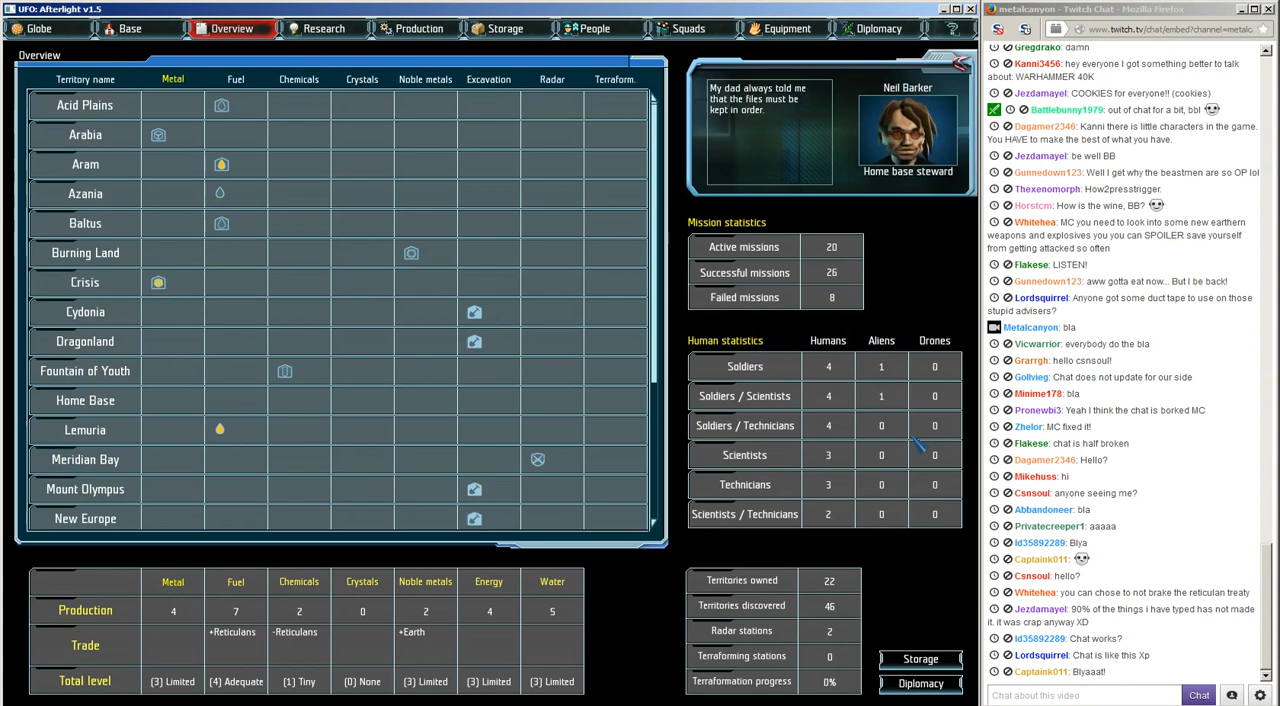 UFO: Afterlight v1.5
Globe Base Overview Research Production Storage People Squads Equipment Diplomacy ?
Overview
Territory name Metal Fuel Chemicals Crystals Noble metals Excavation Radar Terraform.
Acid Plains
Arabia
Aram
Azania
Baltus
Burning Land
Crisis
Cydonia
Dragonland
Fountain of Youth
Home Base
Lemuria
Meridian Bay
Mount Olympus
New Europe
Metal Fuel Chemicals Crystals Noble metals Energy Water
Production 4 7 2 0 2 4 5
Trade +Reticulans -Reticulans +Earth
Total level (3) Limited (4) Adequate (1) Tiny (0) None (3) Limited (3) Limited (3) Limited
My dad always told me
that the files must be
kept in order.
Neil Barker
Home base steward
Mission statistics
Active missions 20
Successful missions 26
Failed missions 8
Human statistics Humans Aliens Drones
Soldiers 4 1 0
Soldiers / Scientists 4 1 0
Soldiers / Technicians 4 0 0
Scientists 3 0 0
Technicians 3 0 0
Scientists / Technicians 2 0 0
Territories owned 22
Territories discovered 46
Radar stations 2
Terraforming stations 0
Terraformation progress 0%
Storage
Diplomacy
metalcanyon - Twitch Chat - Mozilla Firefox
www.twitch.tv/chat/embed?channel=metalc
Gregdrako: damn
Kanni3456: hey everyone I got something better to talk
about: WARHAMMER 40K
Jezdamayel: COOKIES for everyone!! (cookies)
Battlebunny1979: out of chat for a bit, bbl
Dagamer2346: Kanni there is little characters in the game.
You HAVE to make the best of what you have.
Jezdamayel: be well BB
Gunnedown123: Well I get why the beastmen are so OP lol
Thexenomorph: How2presstrigger.
Horstcm: How is the wine, BB?
Whitehea: MC you need to look into some new earthern
weapons and explosives you you can SPOILER save yourself
from getting attacked so often
Flakese: LISTEN!
Gunnedown123: aww gotta eat now... But I be back!
Lordsquirrel: Anyone got some duct tape to use on those
stupid advisers?
Metalcanyon: bla
Vicwarrior: everybody do the bla
Grarrgh: hello csnsoul!
Gollvieg: Chat does not update for our side
Minime178: bla
Pronewbi3: Yeah I think the chat is borked MC
Zhelor: MC fixed it!
Flakese: chat is half broken
Dagamer2346: Hello?
Mikehuss: hi
Csnsoul: anyone seeing me?
Abbandoneer: bla
Privatecreeper1: aaaaa
Id35892289: Blya
Captaink011:
Csnsoul: hello?
Whitehea: you can chose to not brake the reticulan treaty
Jezdamayel: 90% of the things i have typed has not made
it. it was crap anyway XD
Id35892289: Chat works?
Lordsquirrel: Chat is like this Xp
Captaink011: Blyaaat!
Chat about this video Chat